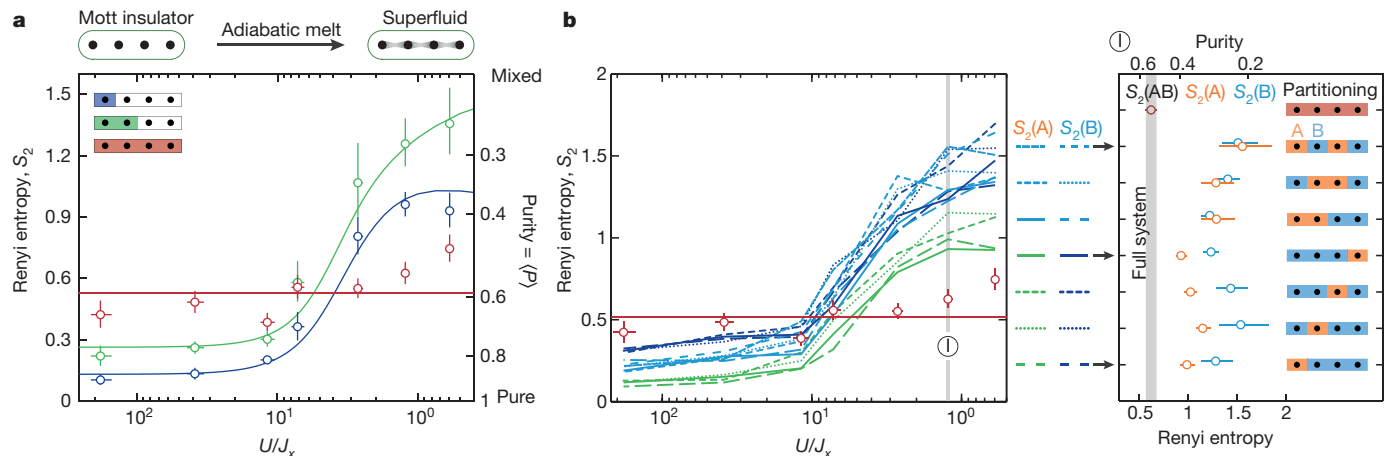 a
Mott insulator
Adiabatic melt
Superfluid
Mixed
1.5
1.2
0.9
0.6
0.3
0
Renyi entropy, S₂
10² 10¹ 10⁰
U/Jₓ
0.3
0.4
0.6
0.8
1 Pure
Purity = ⟨P⟩
b
2
1.5
1
0.5
0
Renyi entropy, S₂
10² 10¹ 10⁰
U/Jₓ
I
S₂(A) S₂(B)
I
Purity
0.6 0.4 0.2
S₂(AB) S₂(A) S₂(B) Partitioning
A B
Full system
0.5 1 1.5 2
Renyi entropy